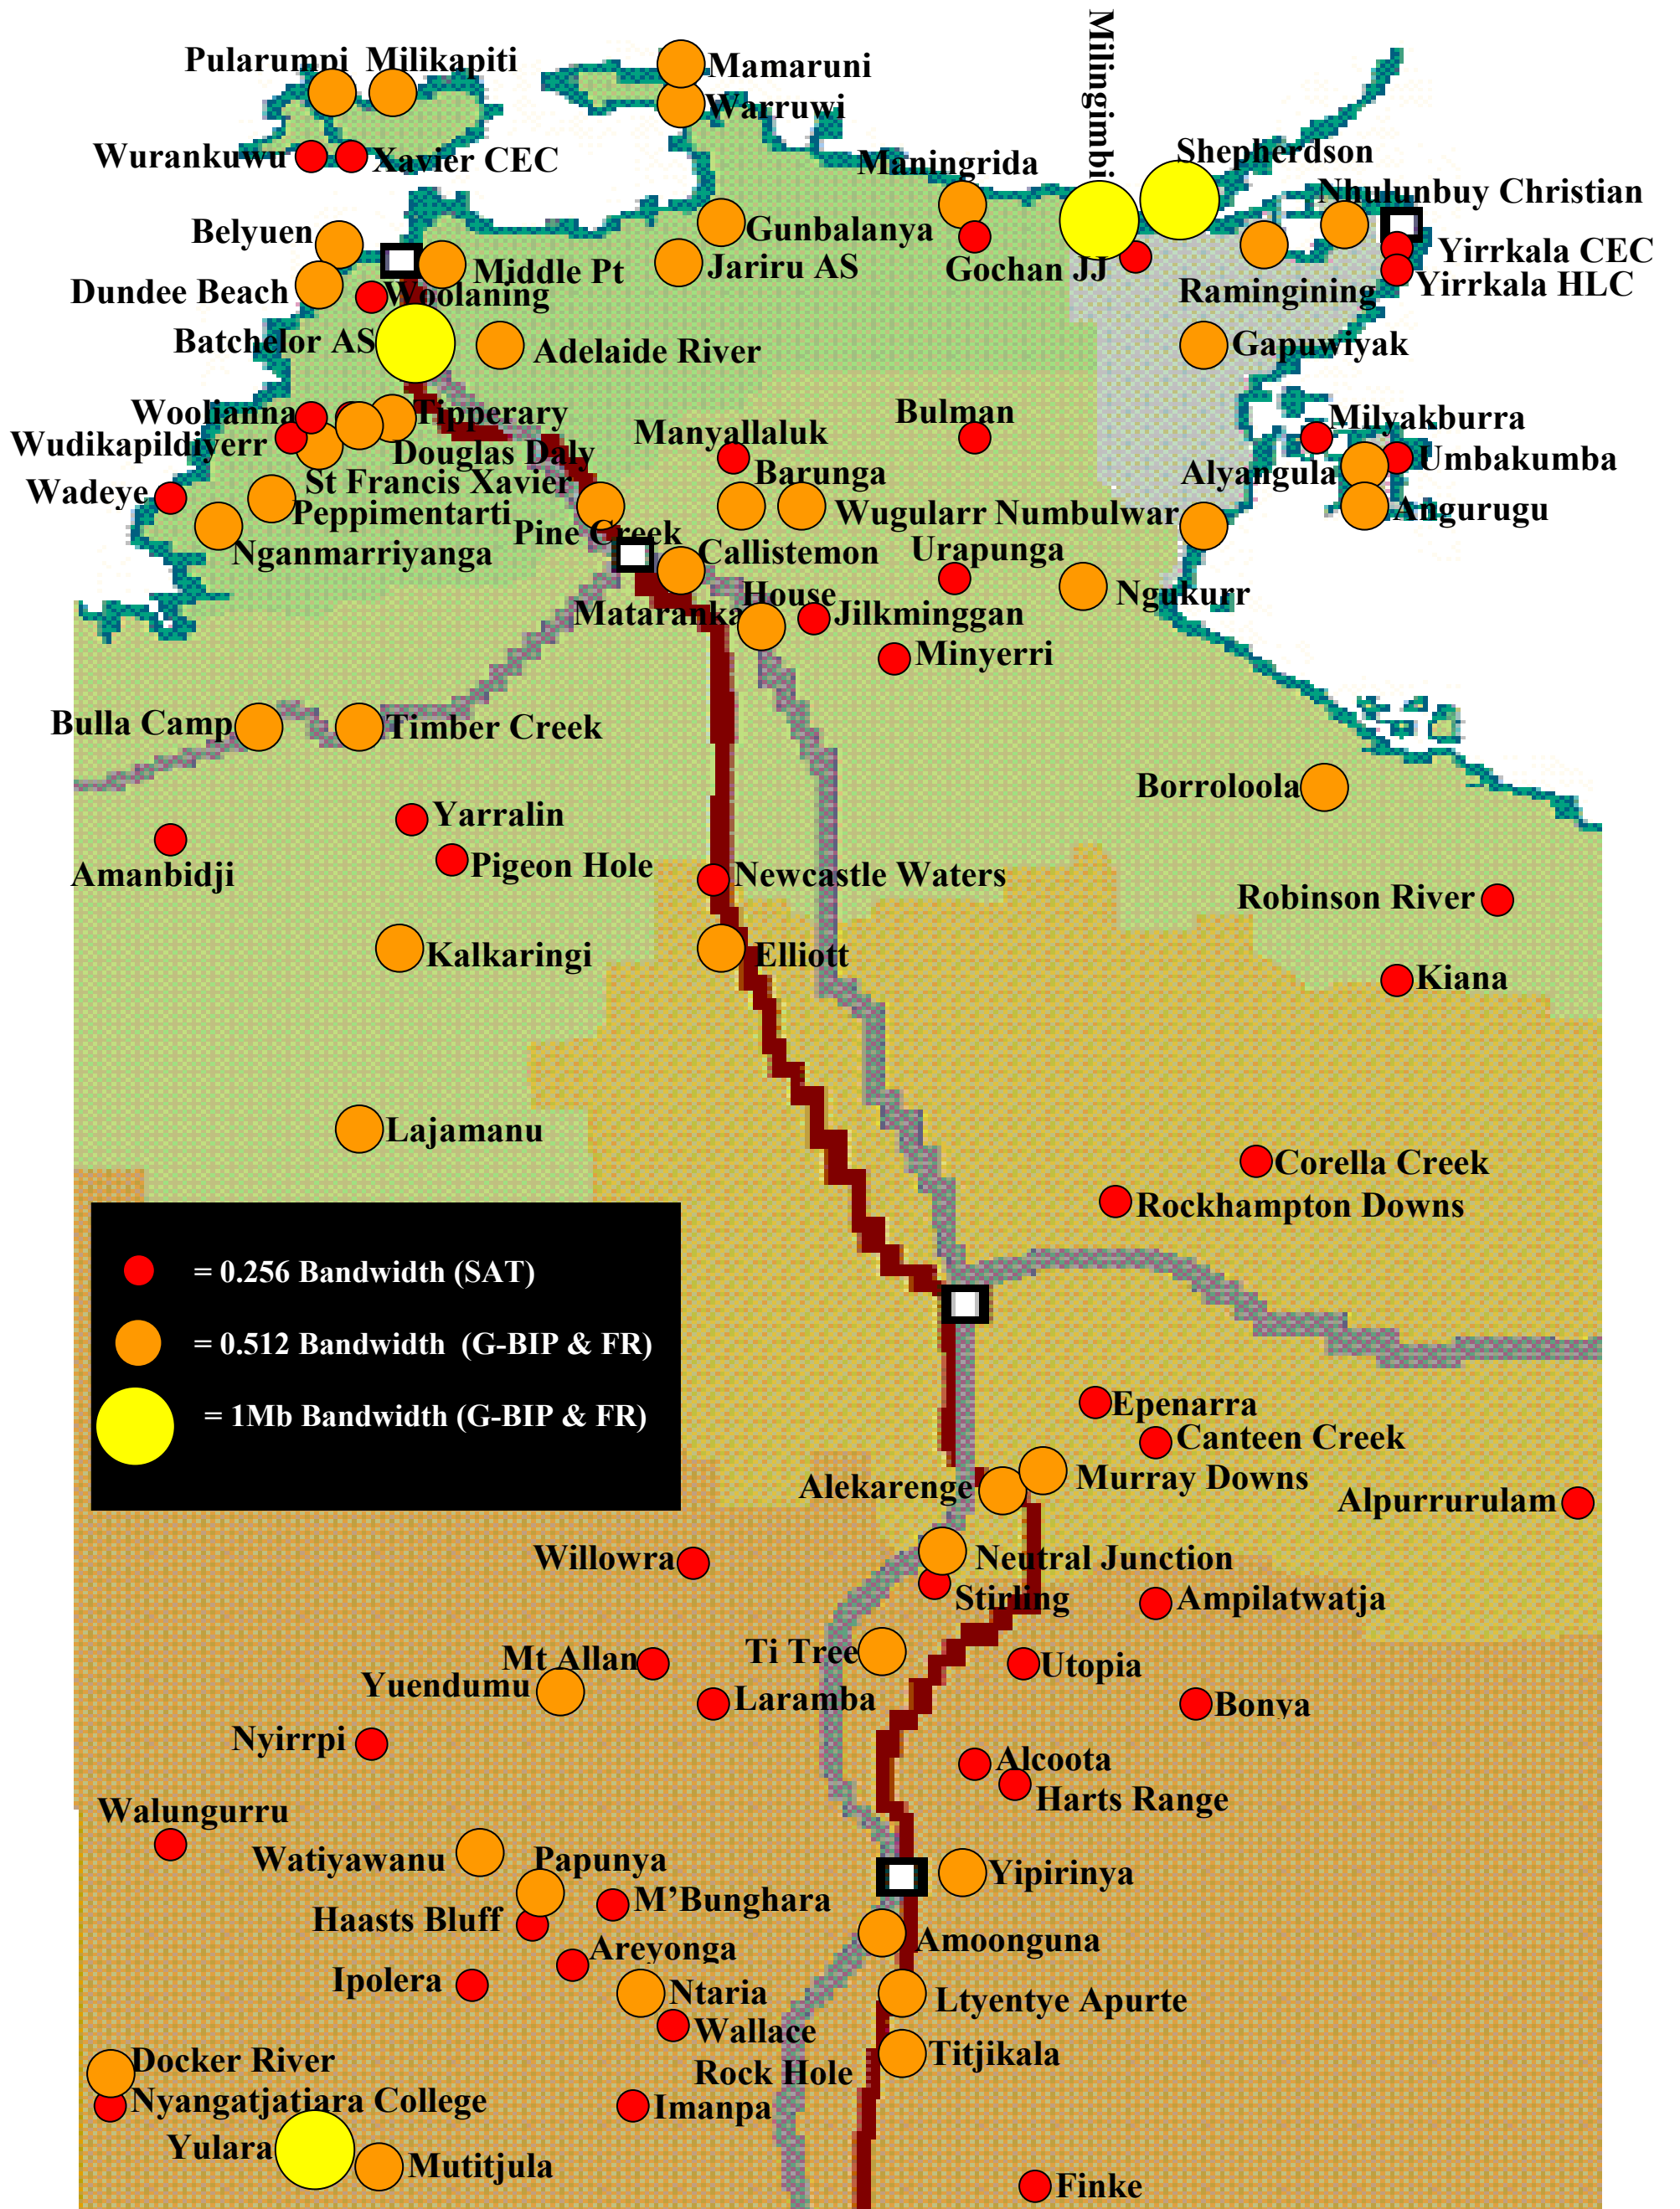 Milingimbi
Pularumpi Milikapiti
Mamaruni
Warruwi
Wurankuwu
Xavier CEC
Maningrida
Shepherdson
Nhulunbuy Christian
Belyuen
Gunbalanya
Yirrkala CEC
Middle Pt
Jariru AS
Gochan JJ
Dundee Beach
Woolaning
Ramingining
Yirrkala HLC
Batchelor AS
Adelaide River
Gapuwiyak
Woolianna
Tipperary
Bulman
Milyakburra
Wudikapildiyerr
Douglas Daly
Manyallaluk
Umbakumba
Barunga
Alyangula
St Francis Xavier
Wadeye
Peppimentarti
Wugularr
Numbulwar
Angurugu
Pine Creek
Nganmarriyanga
Callistemon
House
Urapunga
Ngukurr
Mataranka
Jilkminggan
Minyerri
Bulla Camp
Timber Creek
Borroloola
Yarralin
Amanbidji
Pigeon Hole
Newcastle Waters
Robinson River
Kalkaringi
Elliott
Kiana
Lajamanu
Corella Creek
Rockhampton Downs
= 0.256 Bandwidth (SAT)
= 0.512 Bandwidth (G-BIP & FR)
= 1Mb Bandwidth (G-BIP & FR)
Epenarra
Canteen Creek
Alekarenge
Murray Downs
Alpurrurulam
Willowra
Neutral Junction
Stirling
Ampilatwatja
Mt Allan
Ti Tree
Utopia
Yuendumu
Laramba
Bonya
Nyirrpi
Alcoota
Harts Range
Walungurru
Watiyawanu
Papunya
Yipirinya
M'Bunghara
Haasts Bluff
Areyonga
Amoonguna
Ipolera
Ntaria
Ltyentye Apurte
Wallace
Rock Hole
Titjikala
Docker River
Nyangatjatjara College
Imanpa
Yulara
Mutitjula
Finke